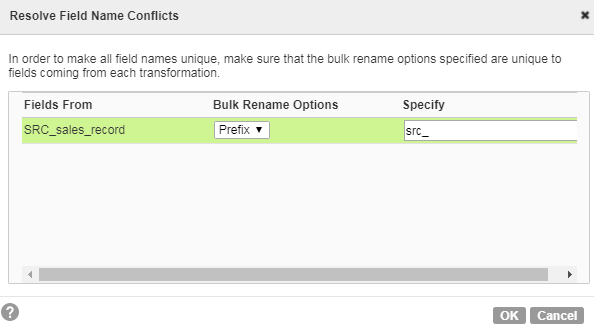 Resolve Field Name Conflicts
In order to make all field names unique, make sure that the bulk rename options specified are unique to
fields coming from each transformation.
Fields From Bulk Rename Options Specify
SRC_sales_record Prefix src_
OK Cancel